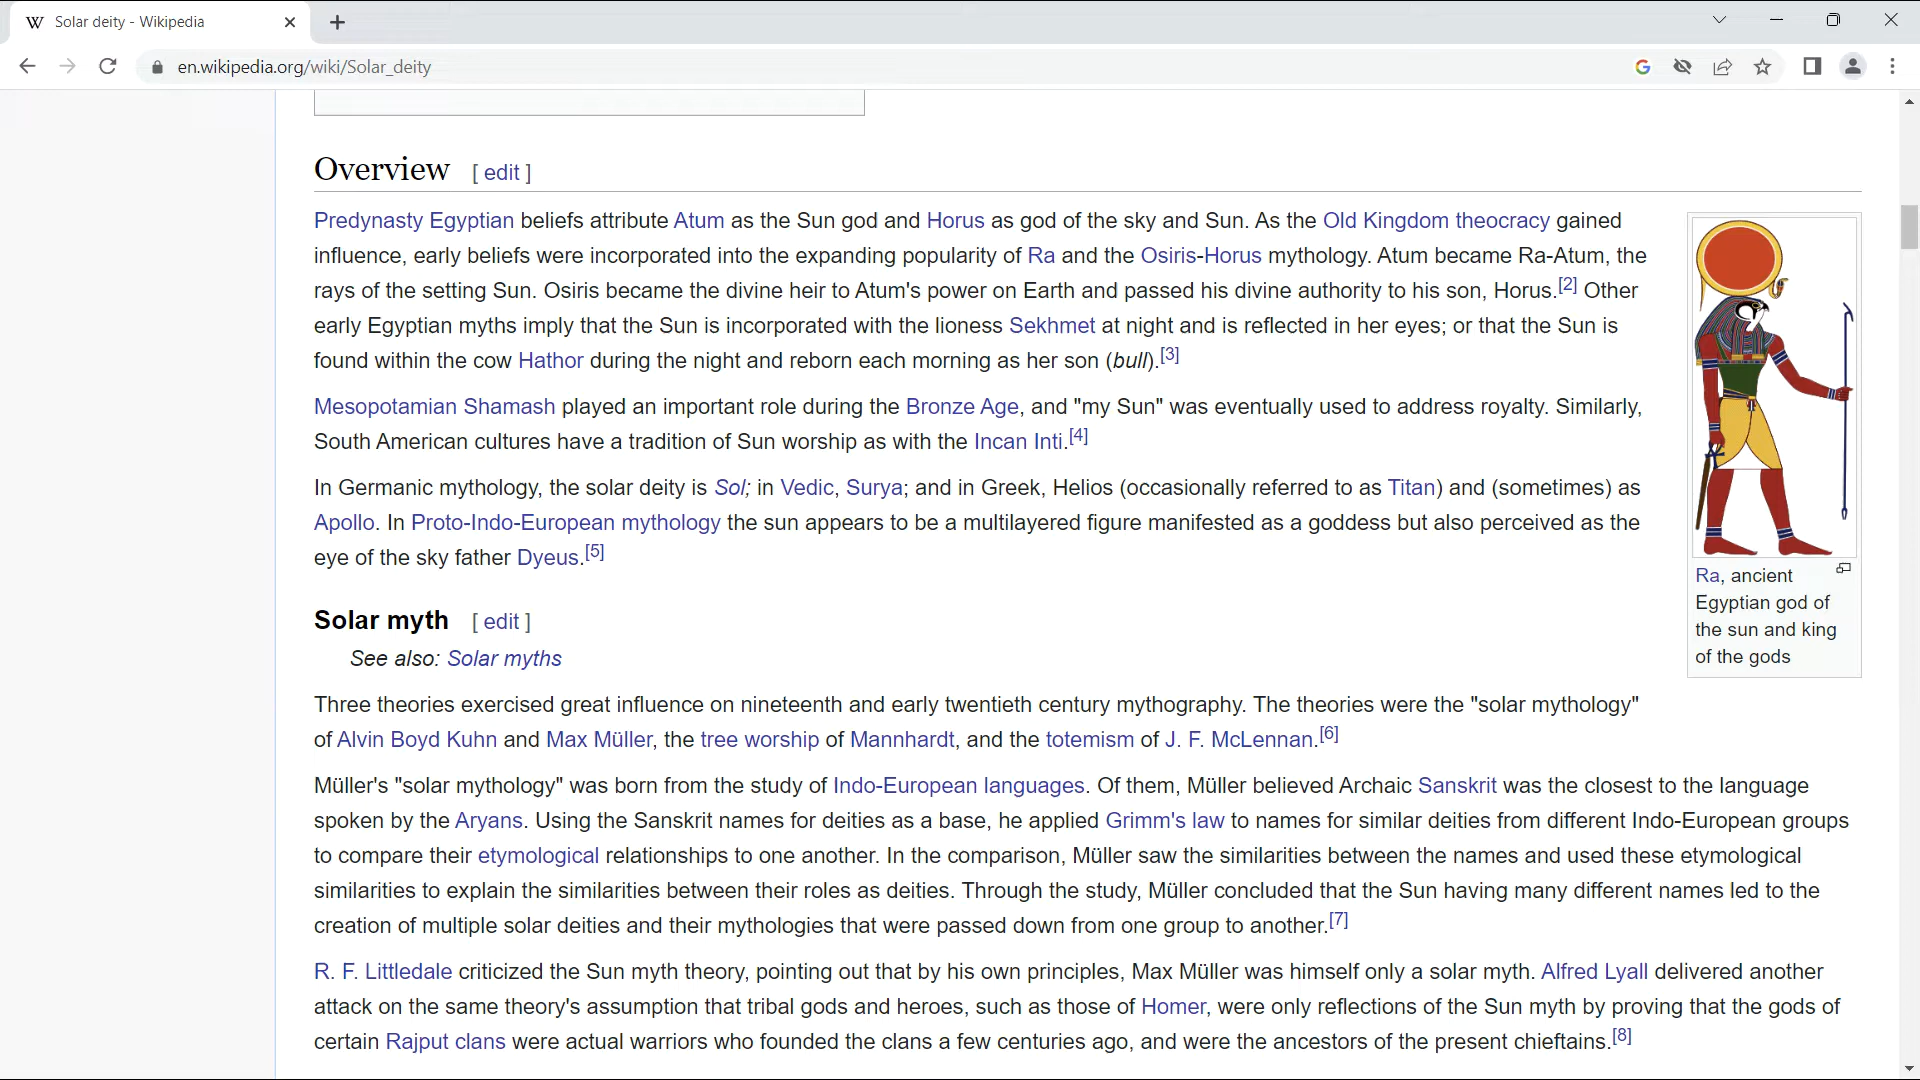 W Solar deity - Wikipedia
en.wikipedia.org/wiki/Solar_deity
Overview [ edit ]
Predynasty Egyptian beliefs attribute Atum as the Sun god and Horus as god of the sky and Sun. As the Old Kingdom theocracy gained
influence, early beliefs were incorporated into the expanding popularity of Ra and the Osiris-Horus mythology. Atum became Ra-Atum, the
rays of the setting Sun. Osiris became the divine heir to Atum's power on Earth and passed his divine authority to his son, Horus.[2] Other
early Egyptian myths imply that the Sun is incorporated with the lioness Sekhmet at night and is reflected in her eyes; or that the Sun is
found within the cow Hathor during the night and reborn each morning as her son (bull).[3]
Mesopotamian Shamash played an important role during the Bronze Age, and "my Sun" was eventually used to address royalty. Similarly,
South American cultures have a tradition of Sun worship as with the Incan Inti.[4]
In Germanic mythology, the solar deity is Sol; in Vedic, Surya; and in Greek, Helios (occasionally referred to as Titan) and (sometimes) as
Apollo. In Proto-Indo-European mythology the sun appears to be a multilayered figure manifested as a goddess but also perceived as the
eye of the sky father Dyeus.[5]
Ra, ancient
Egyptian god of
the sun and king
of the gods
Solar myth [ edit ]
See also: Solar myths
Three theories exercised great influence on nineteenth and early twentieth century mythography. The theories were the "solar mythology"
of Alvin Boyd Kuhn and Max Müller, the tree worship of Mannhardt, and the totemism of J. F. McLennan.[6]
Müller's "solar mythology" was born from the study of Indo-European languages. Of them, Müller believed Archaic Sanskrit was the closest to the language
spoken by the Aryans. Using the Sanskrit names for deities as a base, he applied Grimm's law to names for similar deities from different Indo-European groups
to compare their etymological relationships to one another. In the comparison, Müller saw the similarities between the names and used these etymological
similarities to explain the similarities between their roles as deities. Through the study, Müller concluded that the Sun having many different names led to the
creation of multiple solar deities and their mythologies that were passed down from one group to another.[7]
R. F. Littledale criticized the Sun myth theory, pointing out that by his own principles, Max Müller was himself only a solar myth. Alfred Lyall delivered another
attack on the same theory's assumption that tribal gods and heroes, such as those of Homer, were only reflections of the Sun myth by proving that the gods of
certain Rajput clans were actual warriors who founded the clans a few centuries ago, and were the ancestors of the present chieftains.[8]